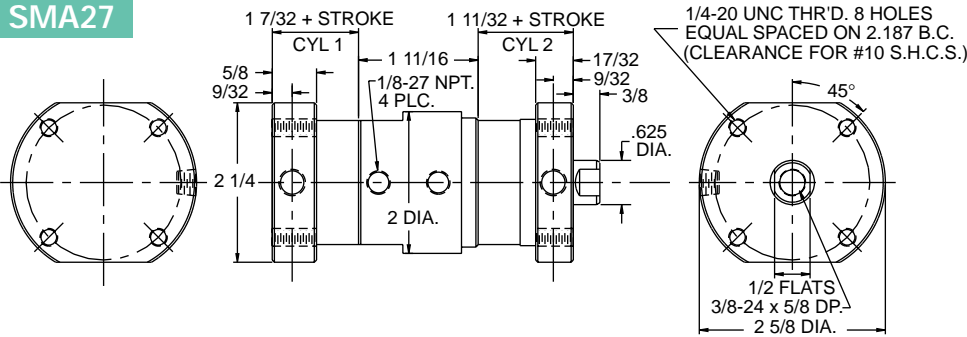 SMA27
1 7/32 + STROKE
CYL 1
1 11/16
1 11/32 + STROKE
CYL 2
5/8
9/32
1/8-27 NPT.
4 PLC.
17/32
9/32
3/8
.625
DIA.
2 1/4
2 DIA.
1/4-20 UNC THR'D. 8 HOLES
EQUAL SPACED ON 2.187 B.C.
(CLEARANCE FOR #10 S.H.C.S.)
45°
1/2 FLATS
3/8-24 x 5/8 DP.
2 5/8 DIA.